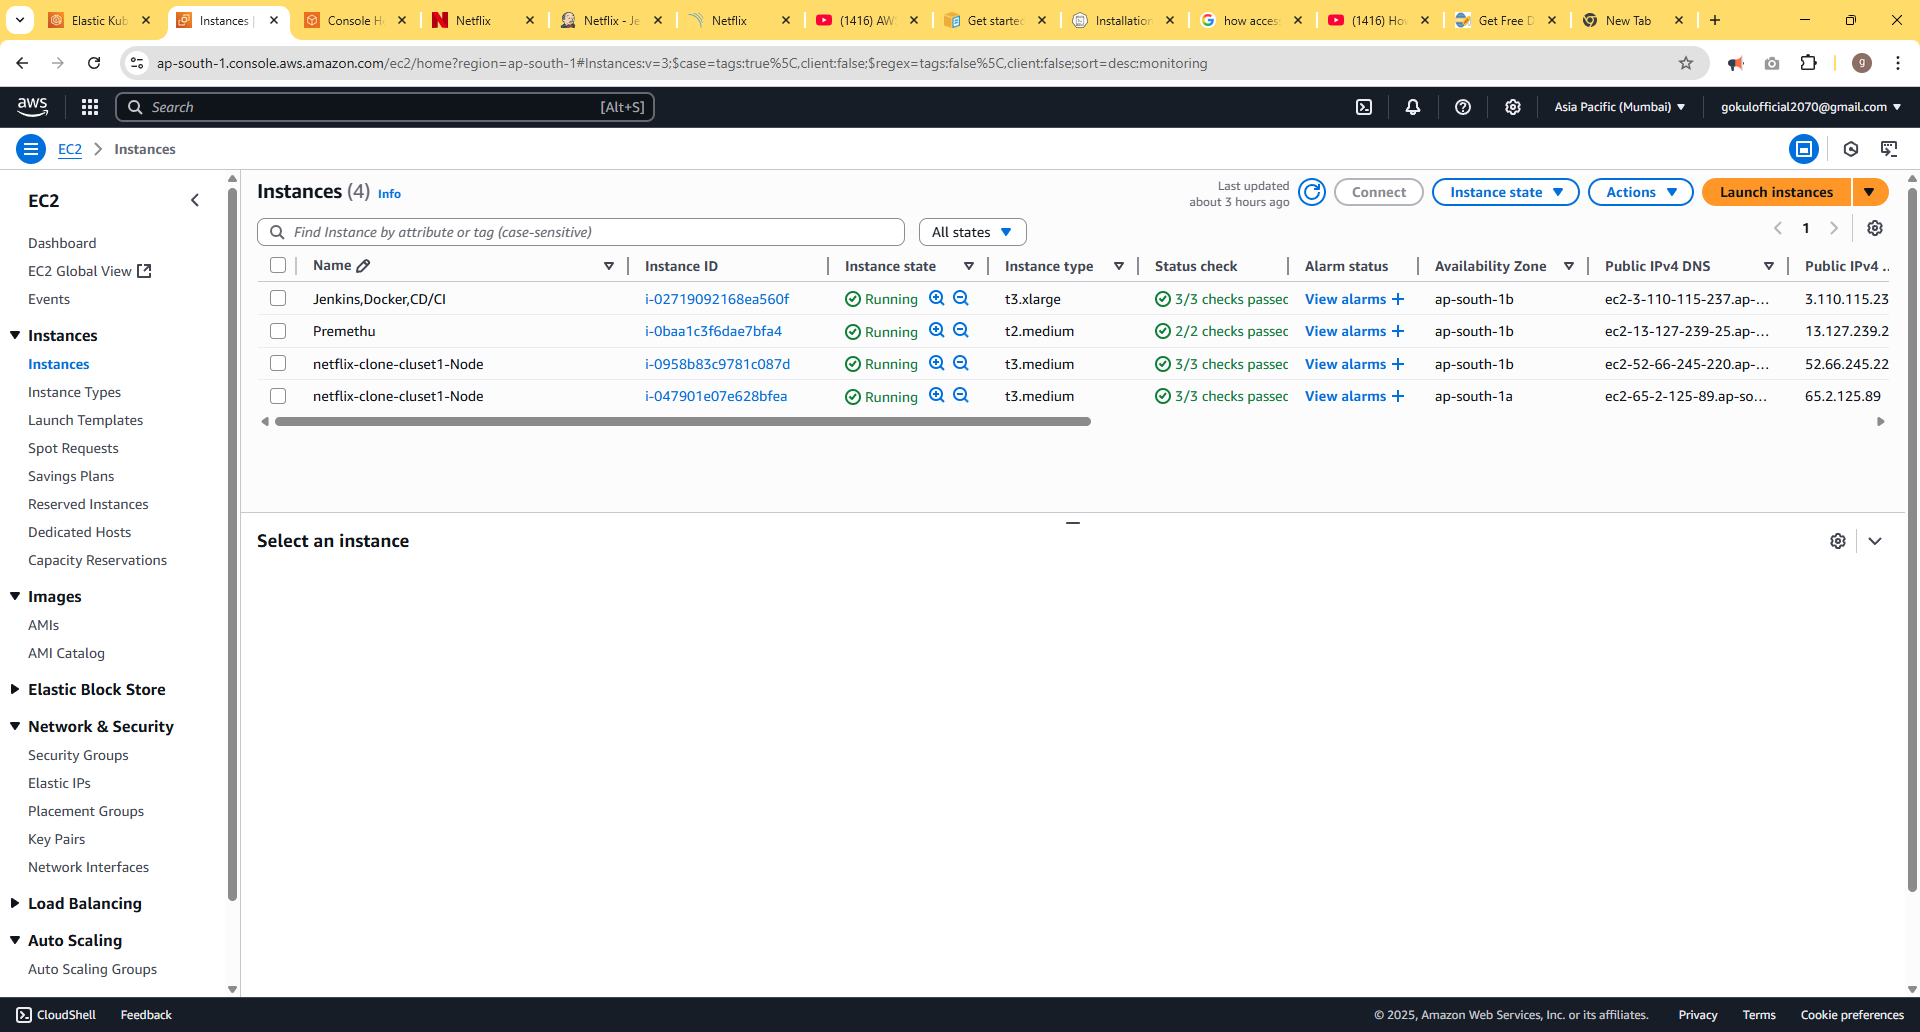 Elastic Kub
Instances |
Console H
Netflix
Netflix - Je
Netflix
(1416) AW
Get started
Installation
how acces
(1416) Ho
Get Free D
New Tab
ap-south-1.console.aws.amazon.com/ec2/home?region=ap-south-1#Instances:v=3;$case=tags:true%5C,client:false;$regex=tags:false%5C,client:false;sort=desc:monitoring
g
aws
Search
[Alt+S]
Asia Pacific (Mumbai)
gokulofficial2070@gmail.com
EC2
Instances
EC2
Dashboard
EC2 Global View
Events
Instances
Instances
Instance Types
Launch Templates
Spot Requests
Savings Plans
Reserved Instances
Dedicated Hosts
Capacity Reservations
Images
AMIs
AMI Catalog
Elastic Block Store
Network & Security
Security Groups
Elastic IPs
Placement Groups
Key Pairs
Network Interfaces
Load Balancing
Auto Scaling
Auto Scaling Groups
Instances (4) Info
Last updated
about 3 hours ago
Connect
Instance state
Actions
Launch instances
Find Instance by attribute or tag (case-sensitive)
All states
1
Name Instance ID Instance state Instance type Status check Alarm status Availability Zone Public IPv4 DNS Public IPv4 ..
Jenkins,Docker,CD/CI i-02719092168ea560f Running t3.xlarge 3/3 checks passec View alarms + ap-south-1b ec2-3-110-115-237.ap-... 3.110.115.23
Premethu i-0baa1c3f6dae7bfa4 Running t2.medium 2/2 checks passec View alarms + ap-south-1b ec2-13-127-239-25.ap-... 13.127.239.2
netflix-clone-cluset1-Node i-0958b83c9781c087d Running t3.medium 3/3 checks passec View alarms + ap-south-1b ec2-52-66-245-220.ap-... 52.66.245.22
netflix-clone-cluset1-Node i-047901e07e628bfea Running t3.medium 3/3 checks passec View alarms + ap-south-1a ec2-65-2-125-89.ap-so... 65.2.125.89
Select an instance
CloudShell
Feedback
© 2025, Amazon Web Services, Inc. or its affiliates.
Privacy
Terms
Cookie preferences